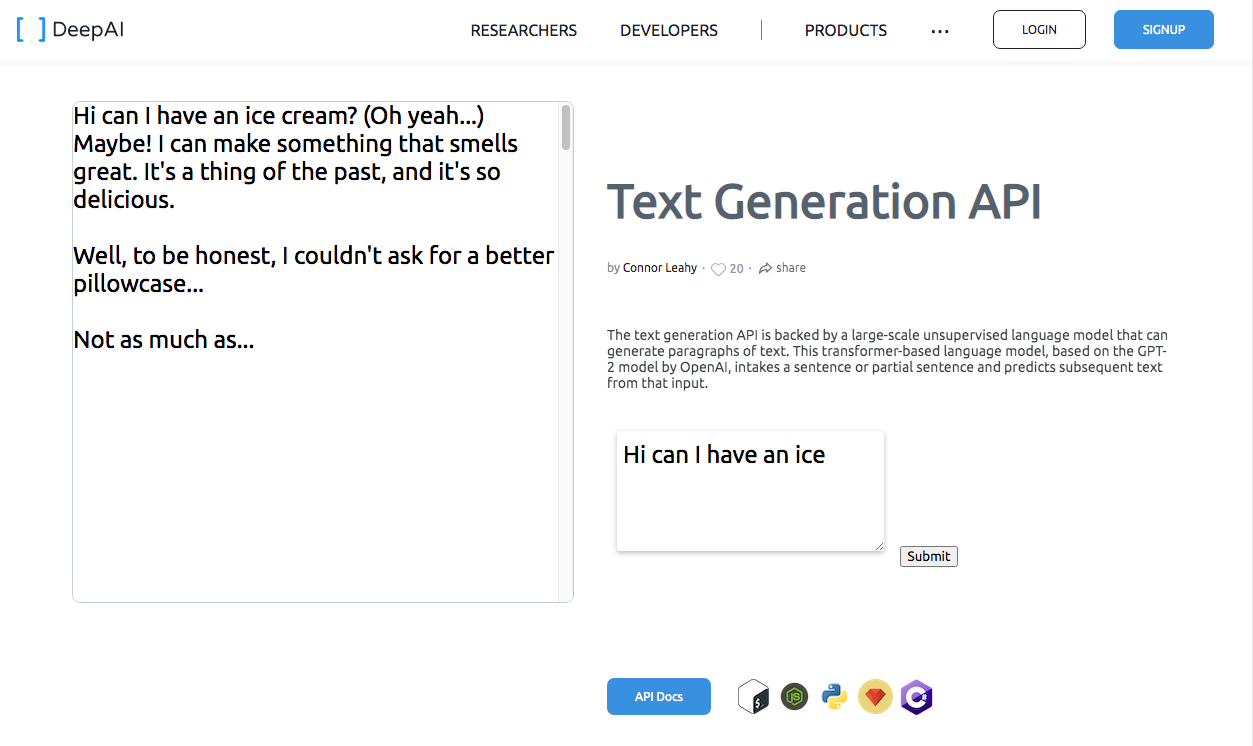 DeepAI
RESEARCHERS
DEVELOPERS
PRODUCTS
LOGIN
SIGNUP
Hi can I have an ice cream? (Oh yeah...)
Maybe! I can make something that smells
great. It's a thing of the past, and it's so
delicious.
Well, to be honest, I couldn't ask for a better
pillowcase...
Not as much as...
Text Generation API
by Connor Leahy · 20 · share
The text generation API is backed by a large-scale unsupervised language model that can
generate paragraphs of text. This transformer-based language model, based on the GPT-
2 model by OpenAI, intakes a sentence or partial sentence and predicts subsequent text
from that input.
Hi can I have an ice
Submit
API Docs
$_
JS
C